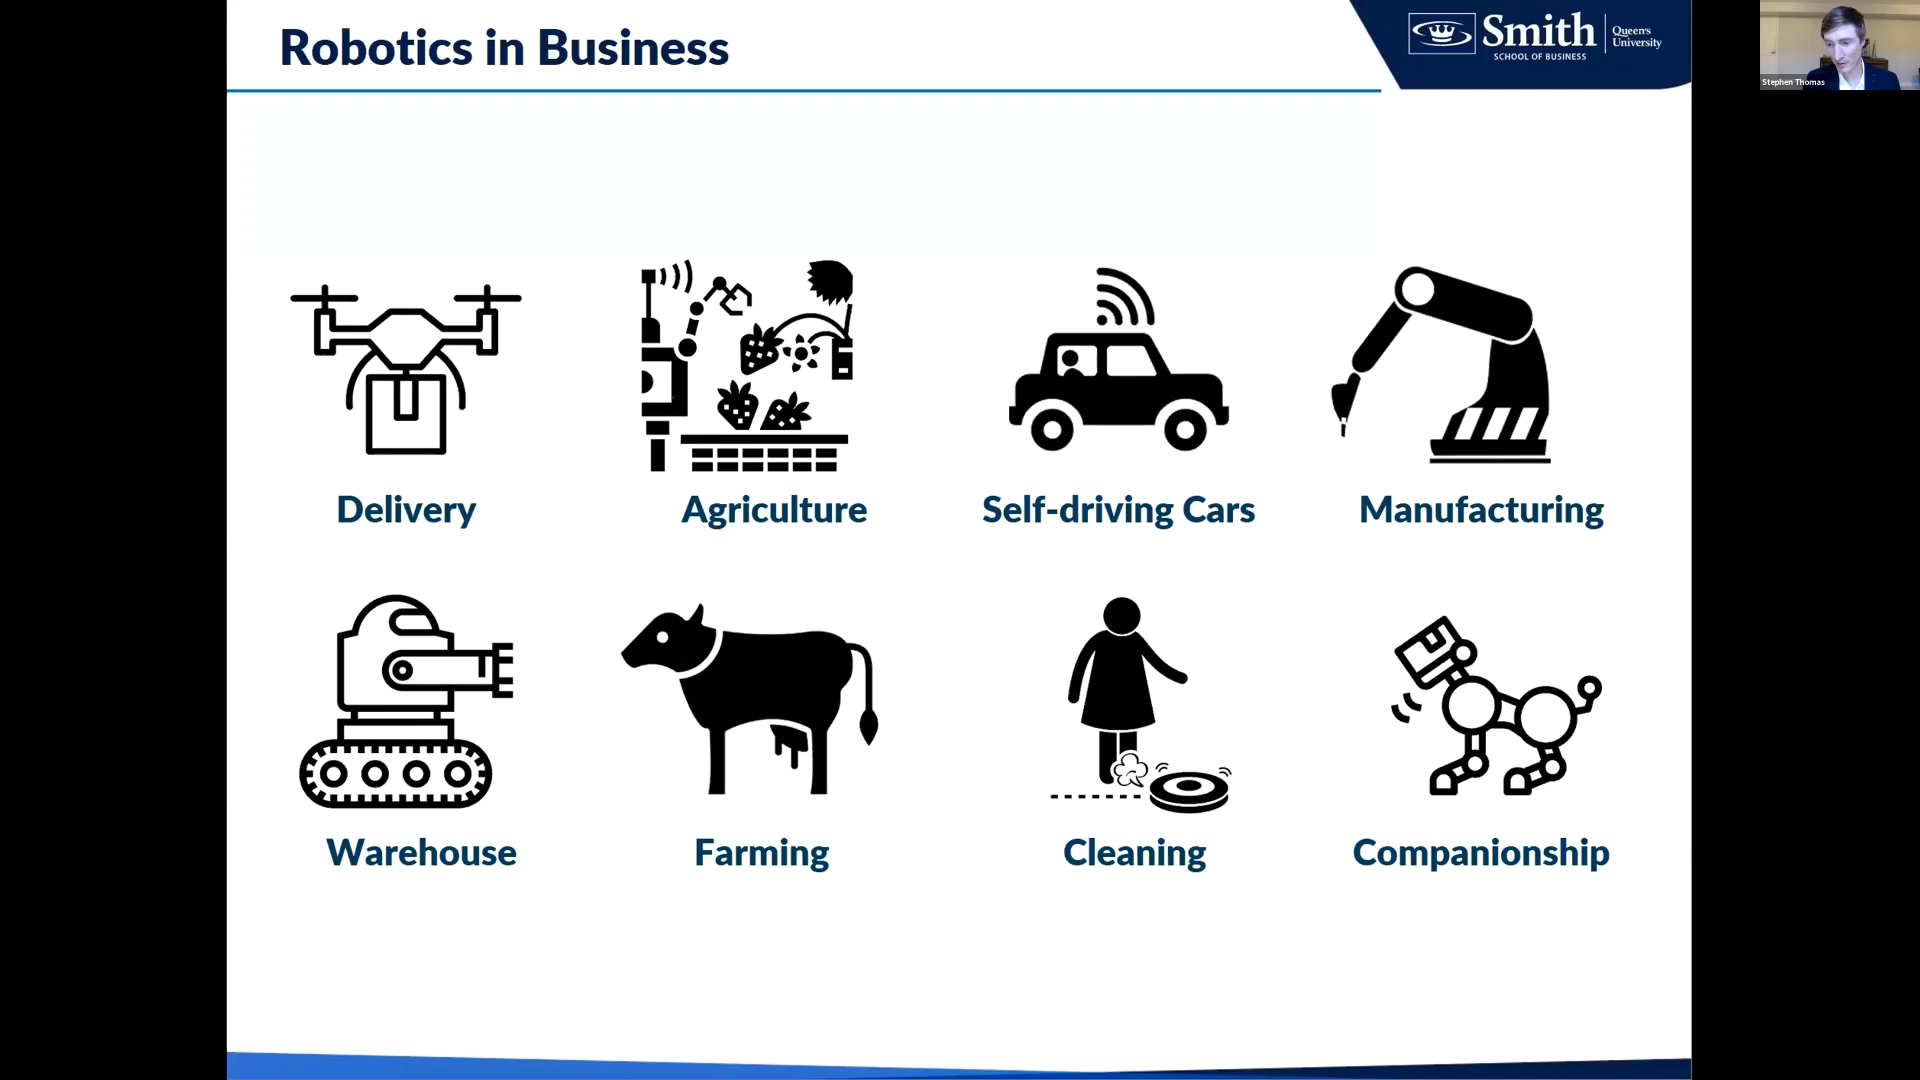 Robotics in Business
Smith
SCHOOL OF BUSINESS
Queen's
University
Stephen Thomas
Delivery
Agriculture
Self-driving Cars
Manufacturing
Warehouse
Farming
Cleaning
Companionship